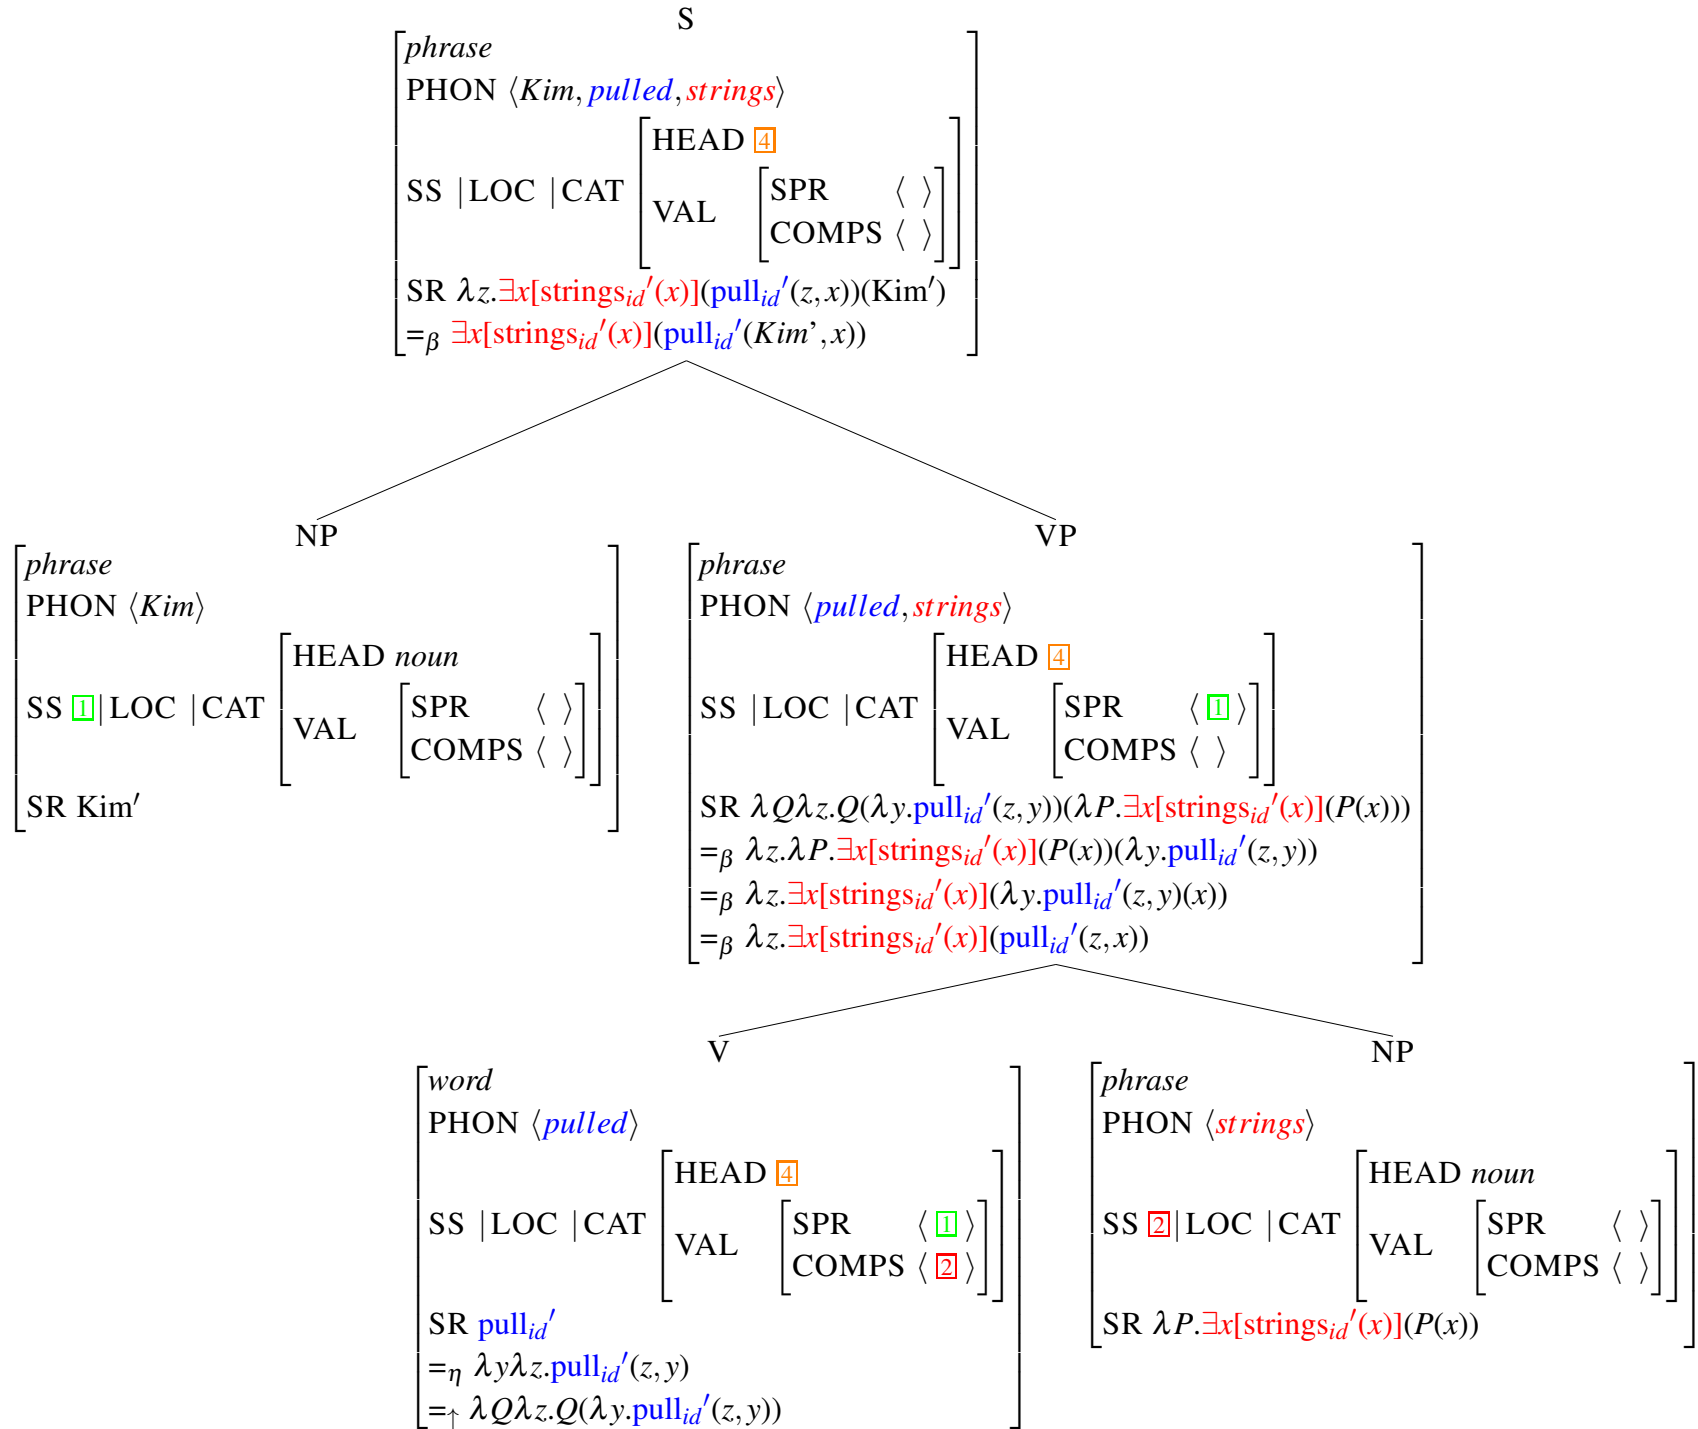 S
phrase
PHON ⟨Kim, pulled, strings⟩
HEAD 4
SS |LOC |CAT
VAL
SPR ⟨ ⟩
COMPS ⟨ ⟩
SR λz.∃x[strings_id′(x)](pull_id′(z,x))(Kim′)
=β ∃x[strings_id′(x)](pull_id′(Kim’,x))
NP
phrase
PHON ⟨Kim⟩
HEAD noun
SS 1|LOC |CAT
VAL
SPR ⟨ ⟩
COMPS ⟨ ⟩
SR Kim′
VP
phrase
PHON ⟨pulled, strings⟩
HEAD 4
SS |LOC |CAT
VAL
SPR ⟨ 1 ⟩
COMPS ⟨ ⟩
SR λQλz.Q(λy.pull_id′(z,y))(λP.∃x[strings_id′(x)](P(x)))
=β λz.λP.∃x[strings_id′(x)](P(x))(λy.pull_id′(z,y))
=β λz.∃x[strings_id′(x)](λy.pull_id′(z,y)(x))
=β λz.∃x[strings_id′(x)](pull_id′(z,x))
V
word
PHON ⟨pulled⟩
HEAD 4
SS |LOC |CAT
VAL
SPR ⟨ 1 ⟩
COMPS ⟨ 2 ⟩
SR pull_id′
=η λyλz.pull_id′(z,y)
=↑ λQλz.Q(λy.pull_id′(z,y))
NP
phrase
PHON ⟨strings⟩
HEAD noun
SS 2|LOC |CAT
VAL
SPR ⟨ ⟩
COMPS ⟨ ⟩
SR λP.∃x[strings_id′(x)](P(x))